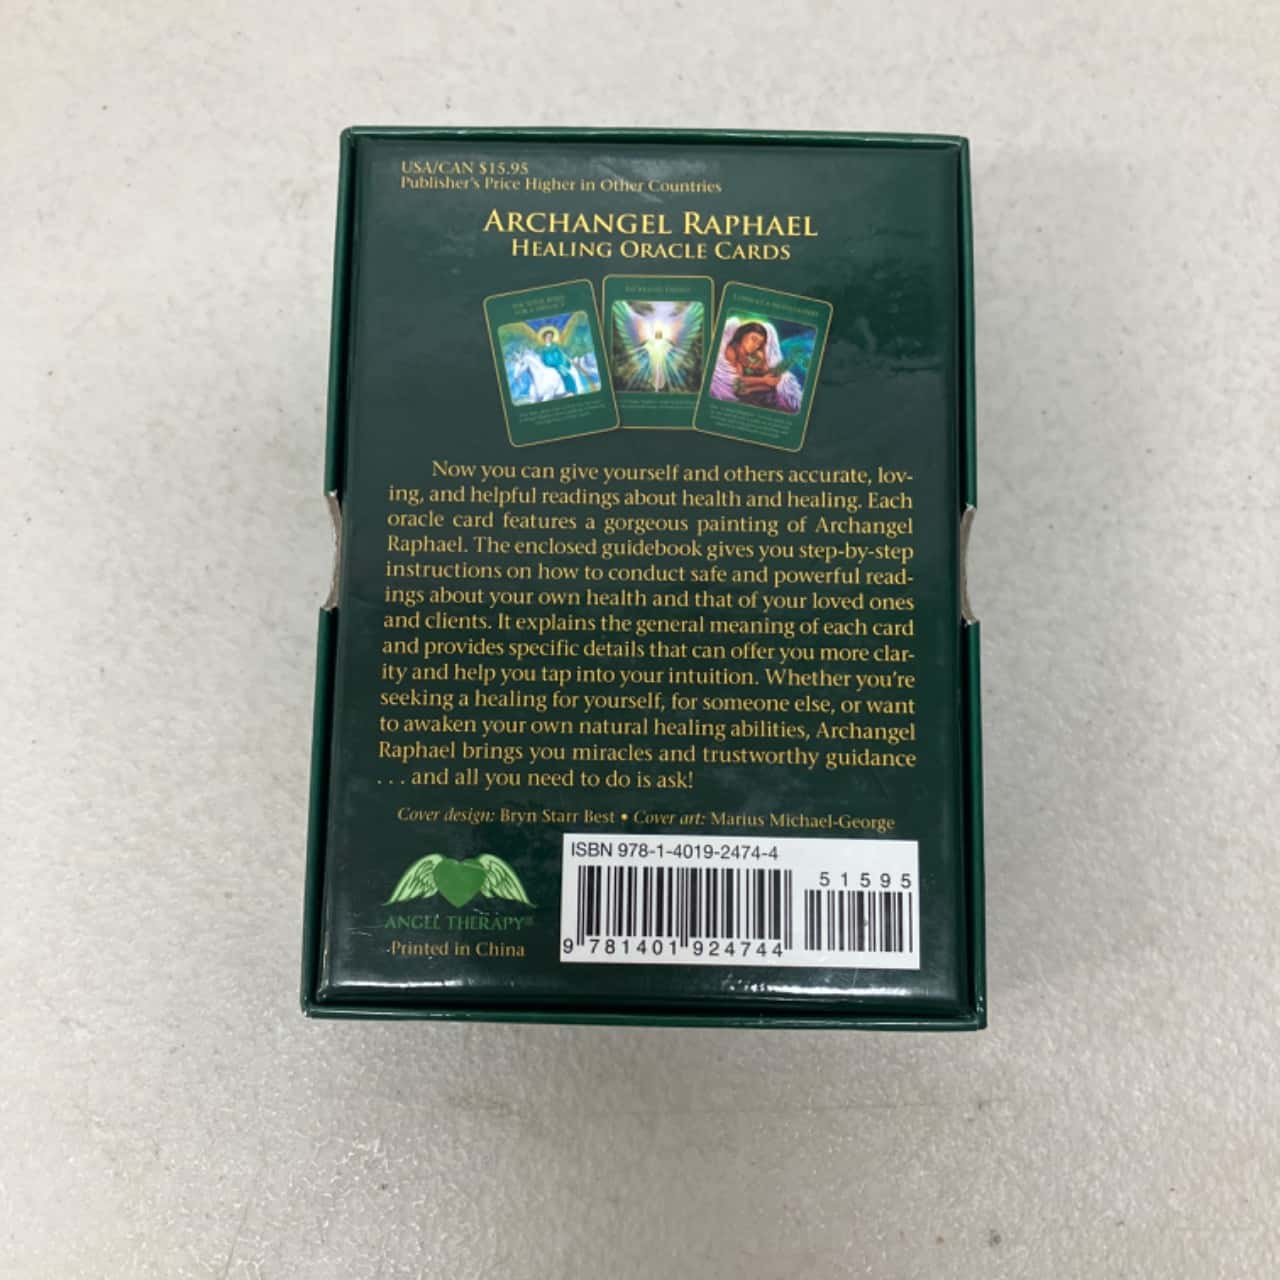 USA/CAN $15.95
Publisher's Price Higher in Other Countries
ARCHANGEL RAPHAEL
HEALING ORACLE CARDS
Now you can give yourself and others accurate, lov-
ing, and helpful readings about health and healing. Each
oracle card features a gorgeous painting of Archangel
Raphael. The enclosed guidebook gives you step-by-step
instructions on how to conduct safe and powerful read-
ings about your own health and that of your loved ones
and clients. It explains the general meaning of each card
and provides specific details that can offer you more clar-
ity and help you tap into your intuition. Whether you're
seeking a healing for yourself, for someone else, or want
to awaken your own natural healing abilities, Archangel
Raphael brings you miracles and trustworthy guidance
. . . and all you need to do is ask!
Cover design: Bryn Starr Best • Cover art: Marius Michael-George
ISBN 978-1-4019-2474-4
51595
9 781401 924744
ANGEL THERAPY
Printed in China